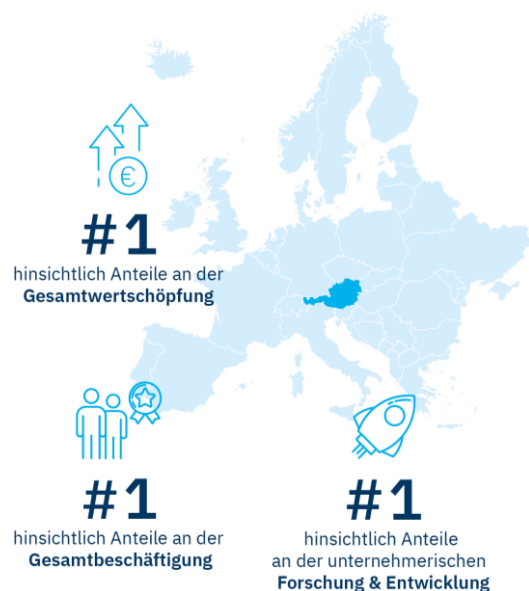 €
#1
hinsichtlich Anteile an der
Gesamtwertschöpfung
#1
hinsichtlich Anteile an der
Gesamtbeschäftigung
#1
hinsichtlich Anteile
an der unternehmerischen
Forschung & Entwicklung